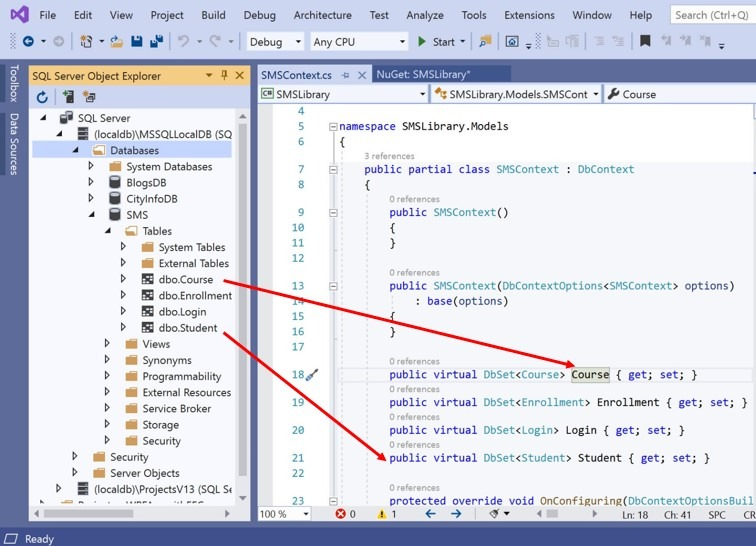 File Edit View Project Build Debug Architecture Test Analyze Tools Extensions Window Help Search (Ctrl+Q)
Debug Any CPU Start
Toolbox
Data Sources
SQL Server Object Explorer
SQL Server
(localdb)\MSSQLLocalDB (SQ
Databases
System Databases
BlogsDB
CityInfoDB
SMS
Tables
System Tables
External Tables
dbo.Course
dbo.Enrollment
dbo.Login
dbo.Student
Views
Synonyms
Programmability
External Resources
Service Broker
Storage
Security
Security
Server Objects
(localdb)\ProjectsV13 (SQL Se
SMSContext.cs NuGet: SMSLibrary*
C# SMSLibrary SMSLibrary.Models.SMSCont Course
4
5 namespace SMSLibrary.Models
6 {
3 references
7 public partial class SMSContext : DbContext
8 {
0 references
9 public SMSContext()
10 {
11 }
12
0 references
13 public SMSContext(DbContextOptions<SMSContext> options)
14 : base(options)
15 {
16 }
17
0 references
18 public virtual DbSet<Course> Course { get; set; }
0 references
19 public virtual DbSet<Enrollment> Enrollment { get; set; }
0 references
20 public virtual DbSet<Login> Login { get; set; }
0 references
21 public virtual DbSet<Student> Student { get; set; }
22
0 references
23 protected override void OnConfiguring(DbContextOptionsBuil
100 % 0 1 Ln: 18 Ch: 41 SPC CR
Ready